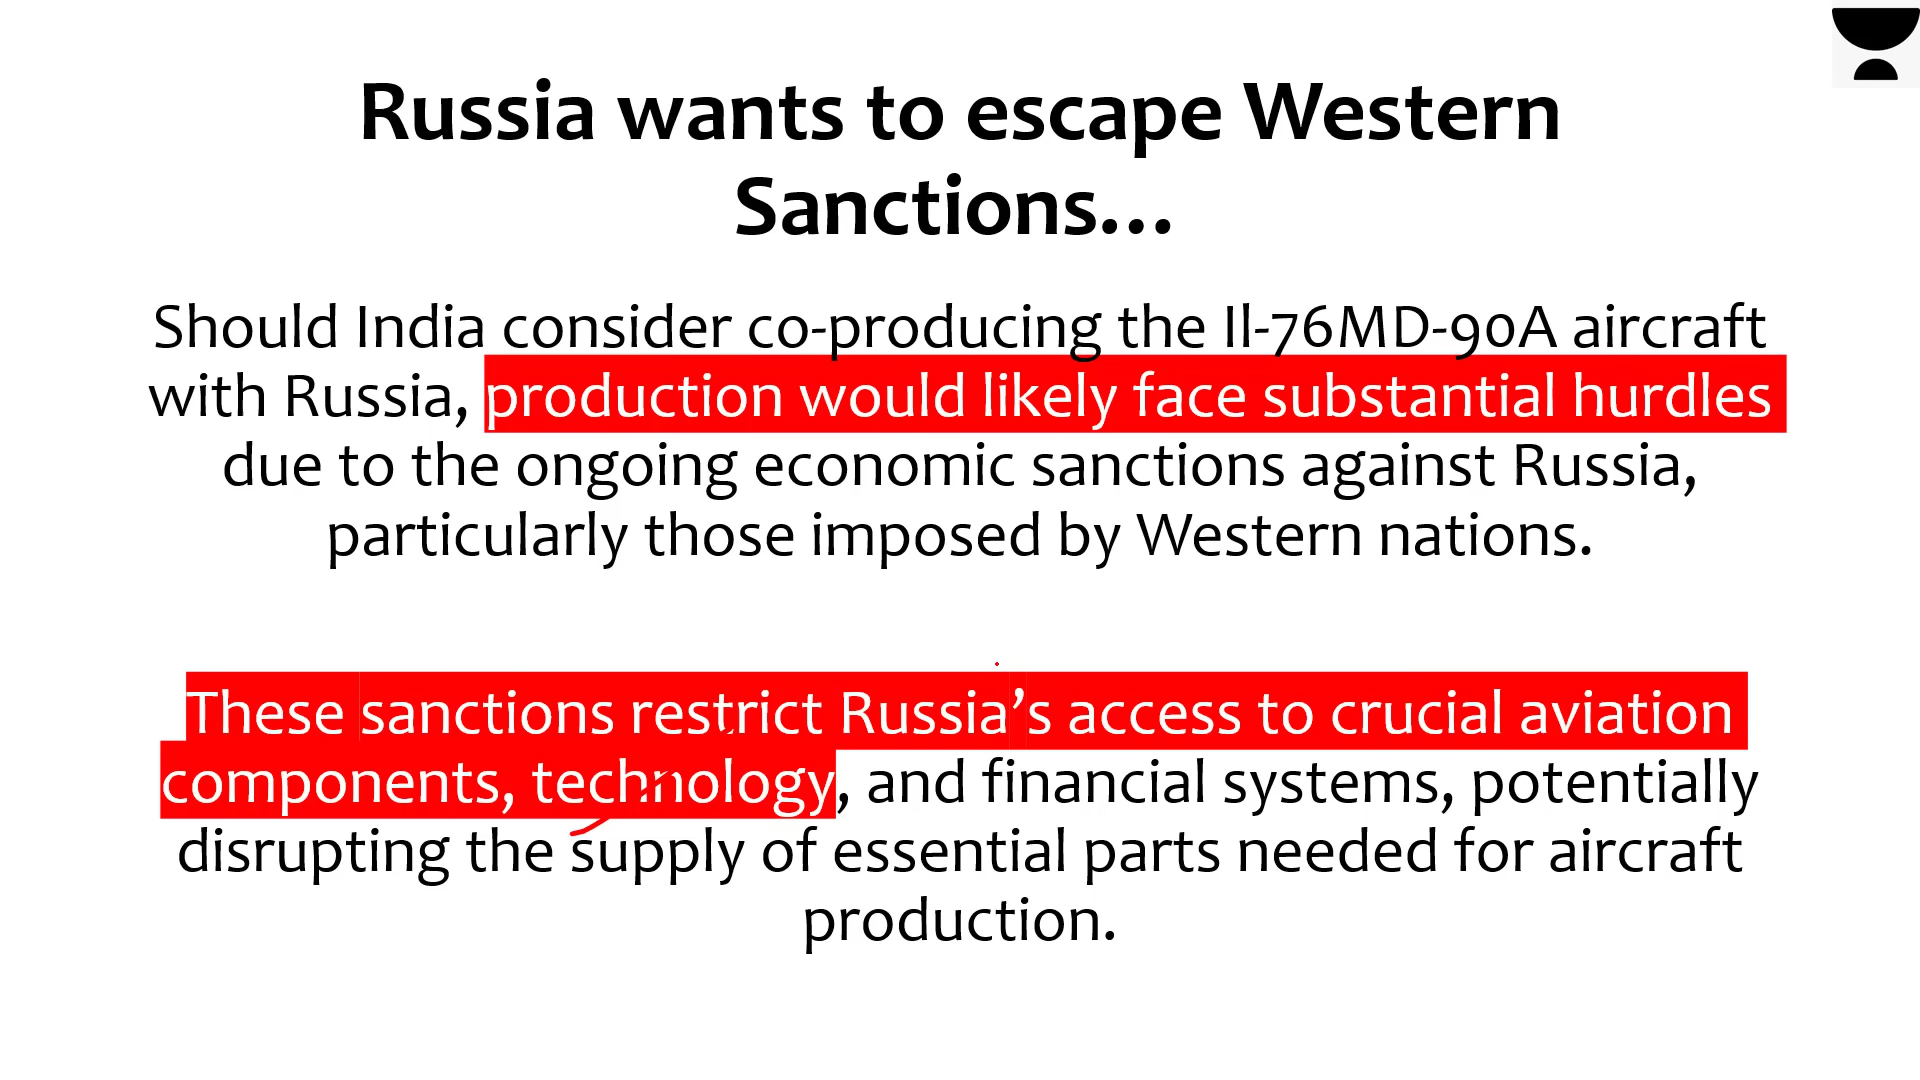 Russia wants to escape Western
Sanctions...
Should India consider co-producing the Il-76MD-90A aircraft
with Russia, production would likely face substantial hurdles
due to the ongoing economic sanctions against Russia,
particularly those imposed by Western nations.
These sanctions restrict Russia’s access to crucial aviation
components, technology, and financial systems, potentially
disrupting the supply of essential parts needed for aircraft
production.